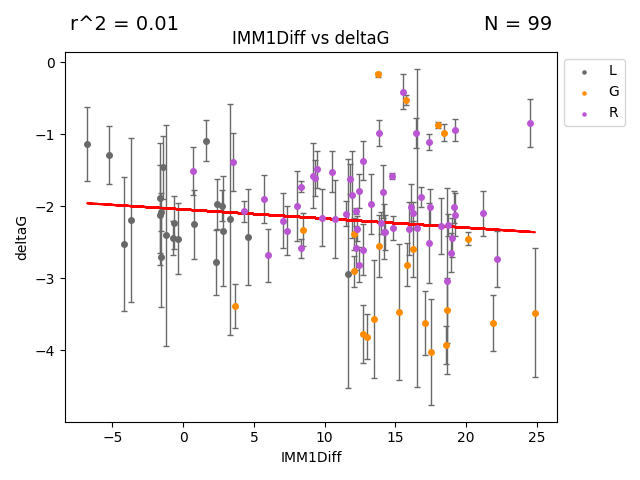 r^2 = 0.01
N = 99
IMM1Diff vs deltaG
L
G
R
deltaG
0
−1
−2
−3
−4
−5
0
5
10
15
20
25
IMM1Diff